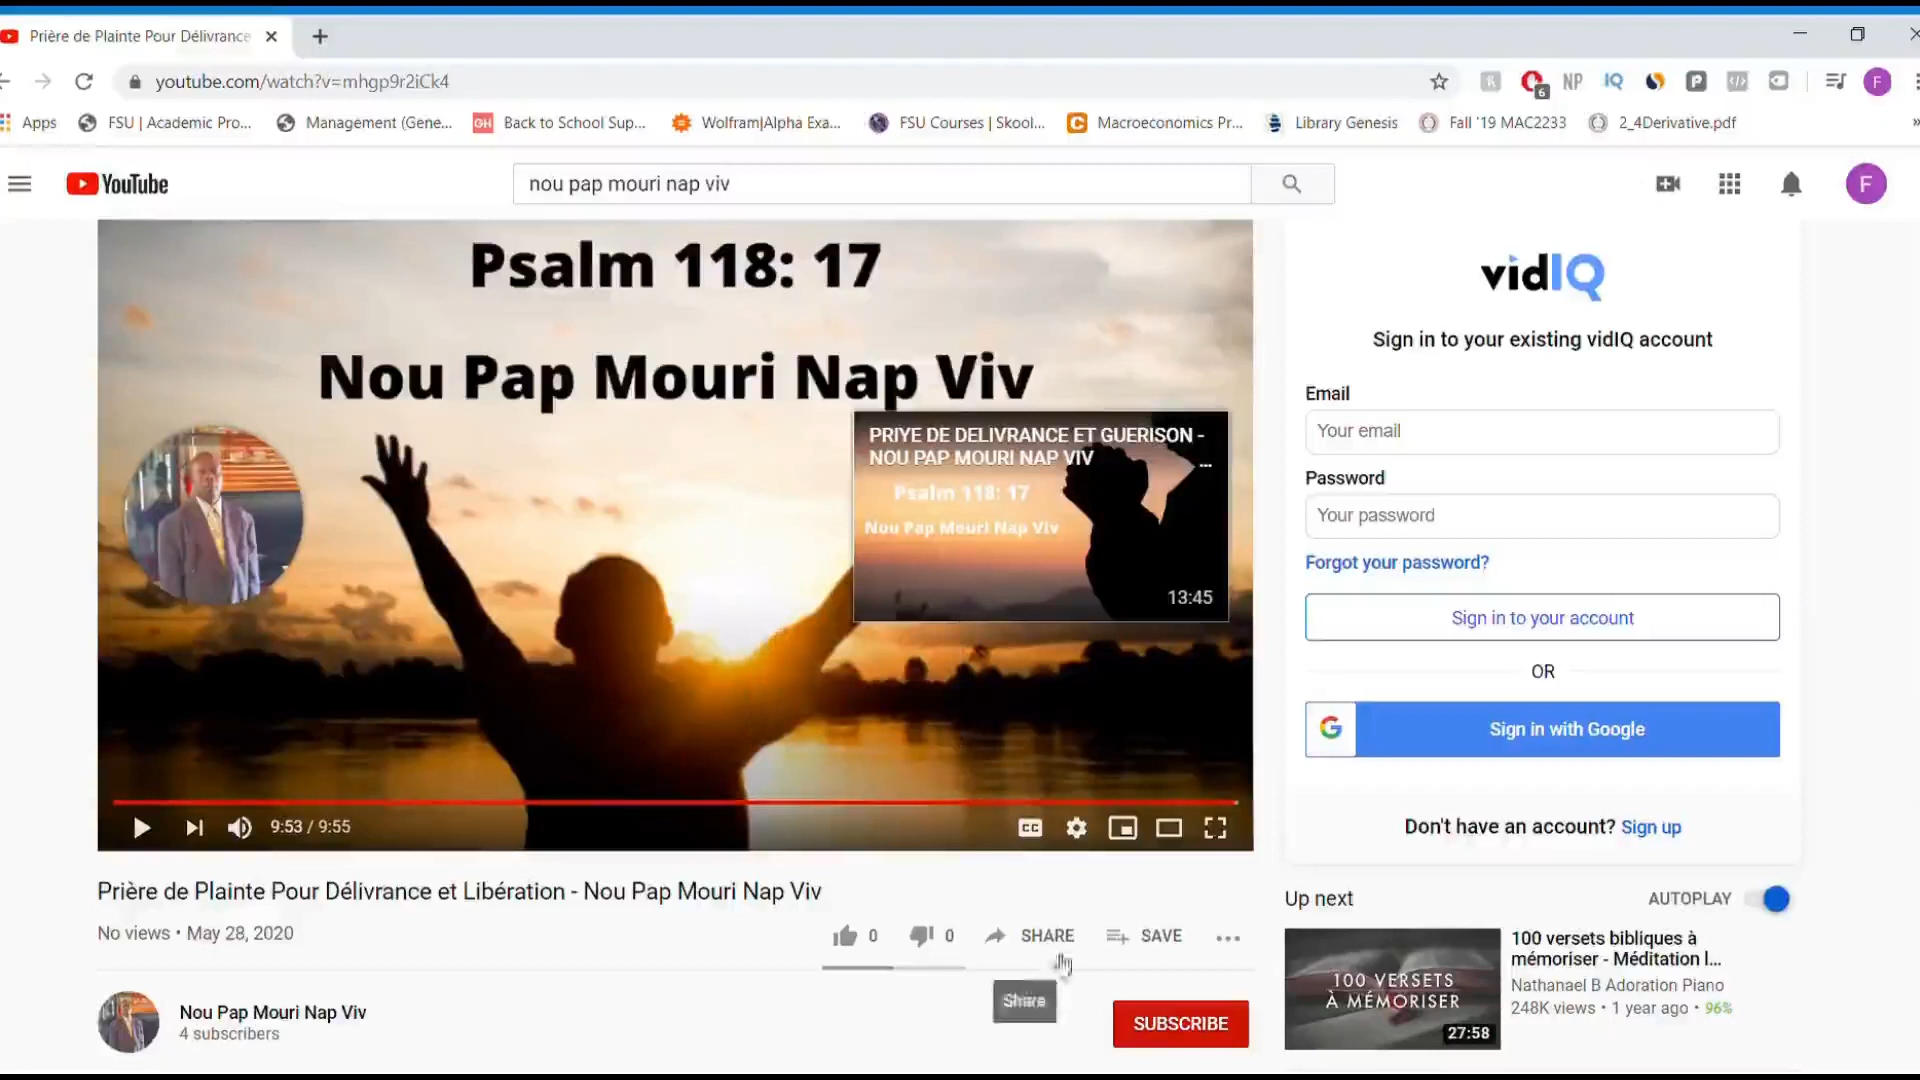 Prière de Plainte Pour Délivrance
youtube.com/watch?v=mhgp9r2iCk4
6
NP
IQ
F
Apps
FSU | Academic Pro...
Management (Gene...
GH
Back to School Sup...
Wolfram|Alpha Exa...
FSU Courses | Skool...
C
Macroeconomics Pr...
Library Genesis
Fall '19 MAC2233
2_4Derivative.pdf
»
YouTube
nou pap mouri nap viv
F
Psalm 118: 17
Nou Pap Mouri Nap Viv
PRIYE DE DELIVRANCE ET GUERISON -
NOU PAP MOURI NAP VIV
...
Psalm 118: 17
Nou Pap Mouri Nap Viv
13:45
9:53 / 9:55
CC
Prière de Plainte Pour Délivrance et Libération - Nou Pap Mouri Nap Viv
No views • May 28, 2020
0
0
SHARE
SAVE
Share
Nou Pap Mouri Nap Viv
4 subscribers
SUBSCRIBE
vidIQ
Sign in to your existing vidIQ account
Email
Your email
Password
Your password
Forgot your password?
Sign in to your account
OR
G
Sign in with Google
Don't have an account? Sign up
Up next
AUTOPLAY
100 VERSETS
À MÉMORISER
27:58
100 versets bibliques à
mémoriser - Méditation l...
Nathanael B Adoration Piano
248K views • 1 year ago • 96%